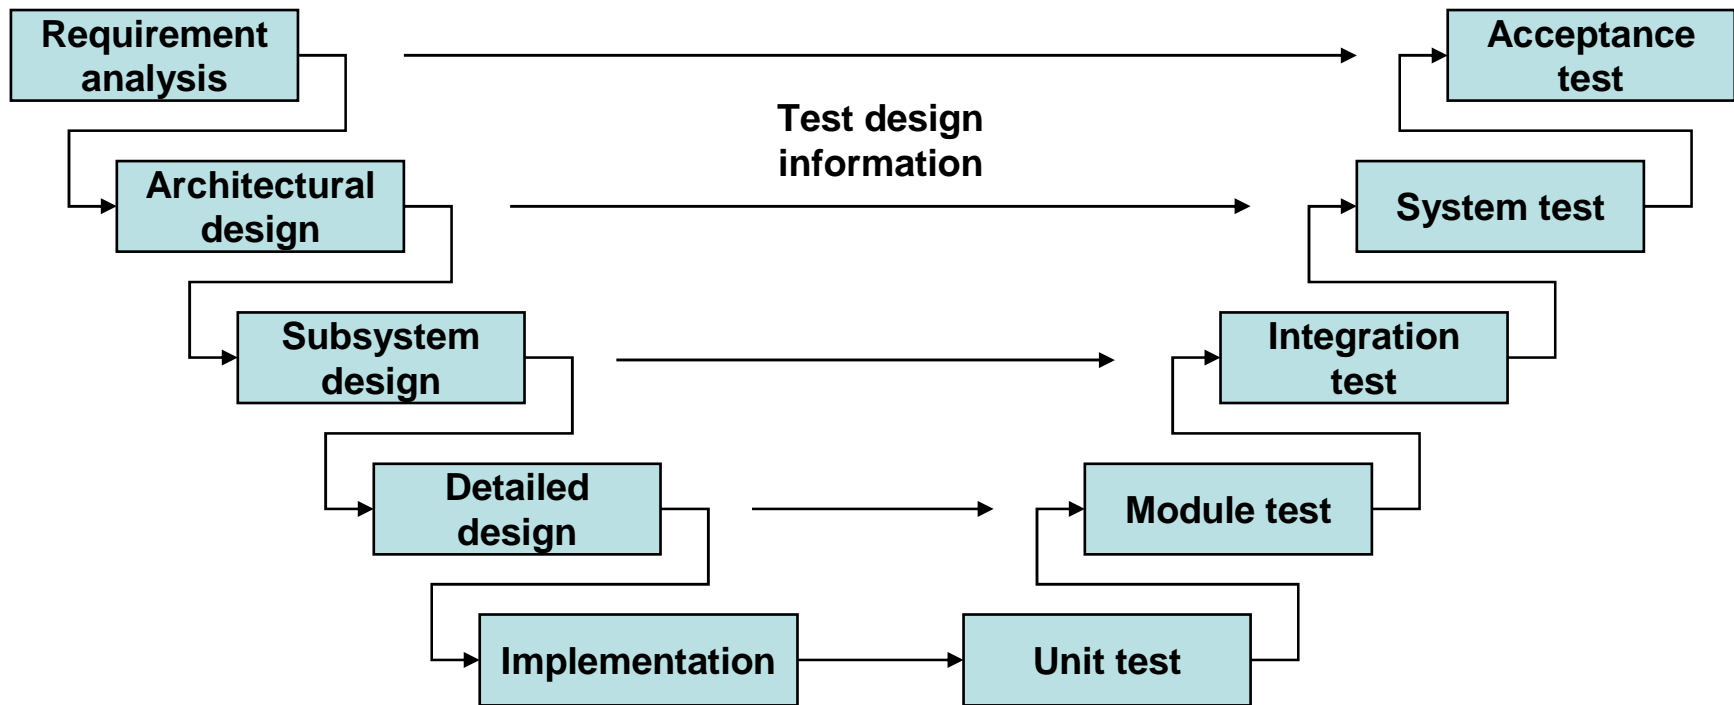 Requirement
analysis
Acceptance
test
Test design
information
Architectural
design
System test
Subsystem
design
Integration
test
Detailed
design
Module test
Implementation
Unit test